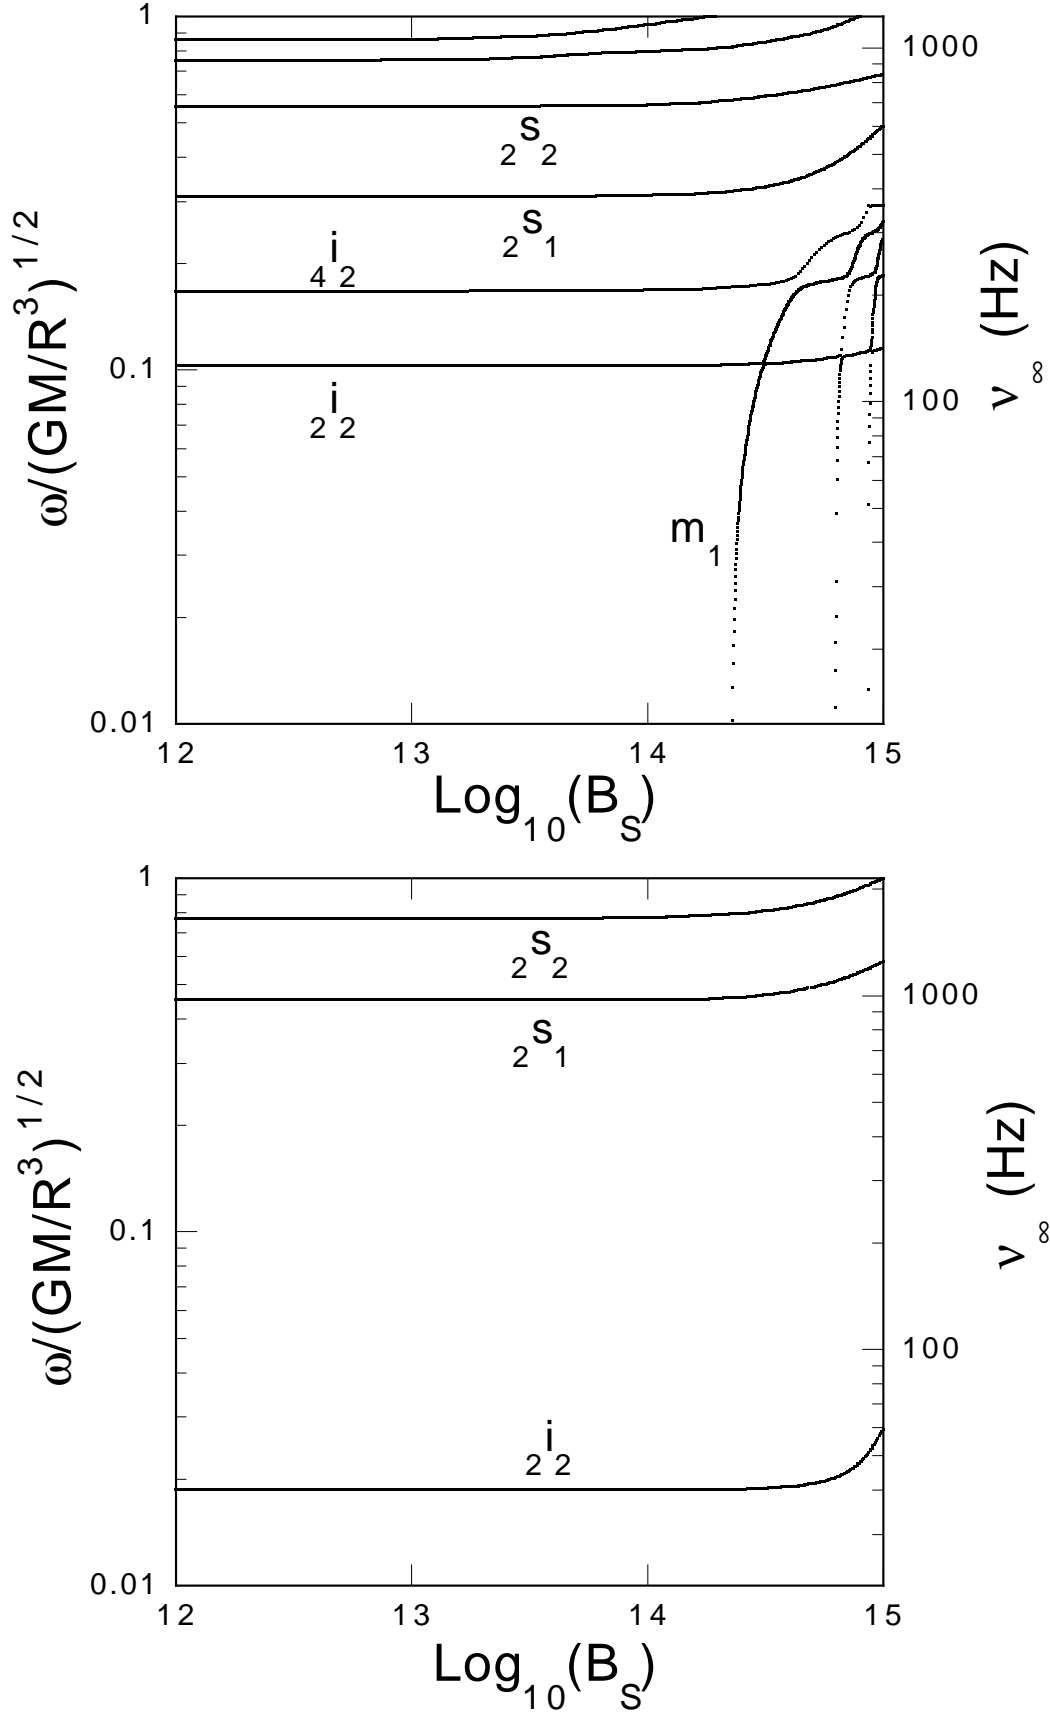 1
1000
2s2
2s1
4i2
ω/(GM/R3)1/2
0.1
ν∞ (Hz)
100
2i2
m1
0.01
12 13 14 15
Log10(BS)
1
2s2
1000
2s1
ω/(GM/R3)1/2
0.1
ν∞ (Hz)
100
2i2
0.01
12 13 14 15
Log10(BS)